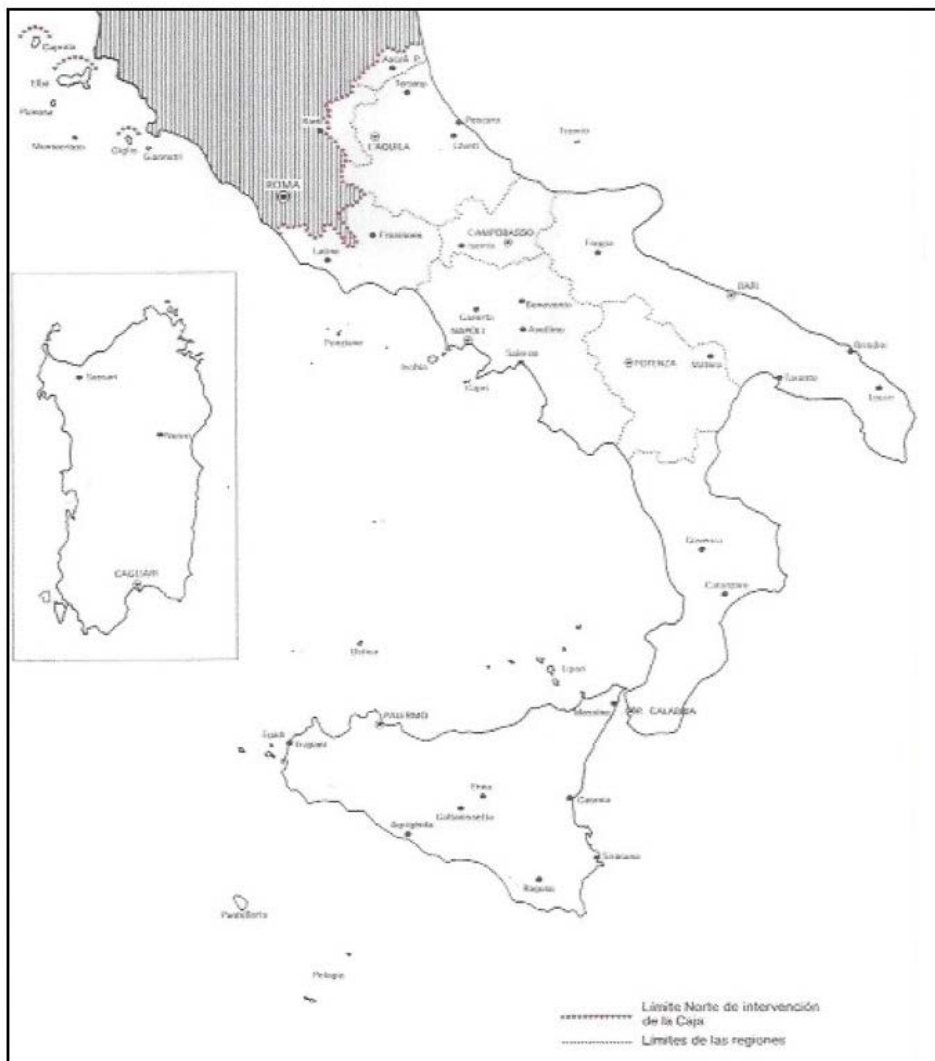 Capraia
Elba
Pianosa
Montecristo
Giglio
Giannutri
Ascoli P.
Teramo
Rieti
L'AQUILA
Pescara
Chieti
Tremiti
ROMA
Frosinone
Latina
CAMPOBASSO
Isernia
Foggia
BARI
Benevento
Caserta
NAPOLI
Avellino
Salerno
Ischia
Capri
Ponziane
POTENZA
Matera
Taranto
Brindisi
Lecce
Sassari
Nuoro
CAGLIARI
Cosenza
Catanzaro
Ustica
Lipari
Messina
R. CALABRIA
PALERMO
Egadi
Trapani
Enna
Caltanissetta
Catania
Agrigento
Siracusa
Ragusa
Pantelleria
Pelagie
Límite Norte de intervención
de la Caja
Límites de las regiones